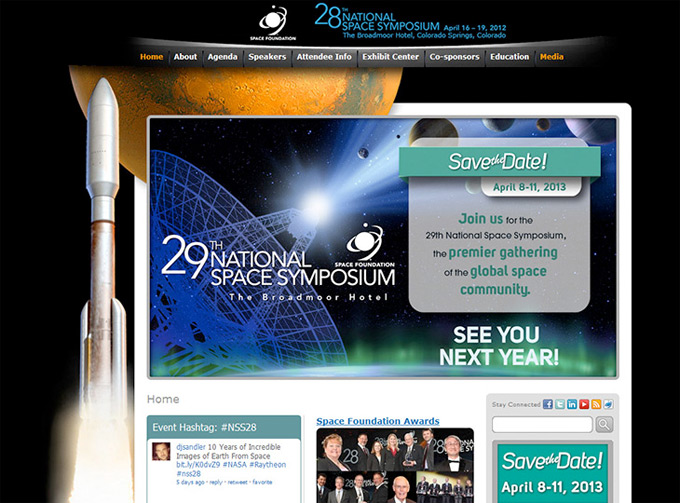 SPACE FOUNDATION
28TH NATIONAL SPACE SYMPOSIUM April 16 – 19, 2012
The Broadmoor Hotel, Colorado Springs, Colorado
Home About Agenda Speakers Attendee Info Exhibit Center Co-sponsors Education Media
29TH NATIONAL
SPACE SYMPOSIUM
SPACE FOUNDATION
The Broadmoor Hotel
Save the Date!
April 8-11, 2013
Join us for the
29th National Space Symposium,
the premier gathering
of the global space
community.
SEE YOU
NEXT YEAR!
Home
Event Hashtag: #NSS28
djsandler 10 Years of Incredible
Images of Earth From Space
bit.ly/K0dvZ9 #NASA #Raytheon
#nss28
5 days ago · reply · retweet · favorite
Space Foundation Awards
28
Stay Connected
Save the Date!
April 8-11, 2013